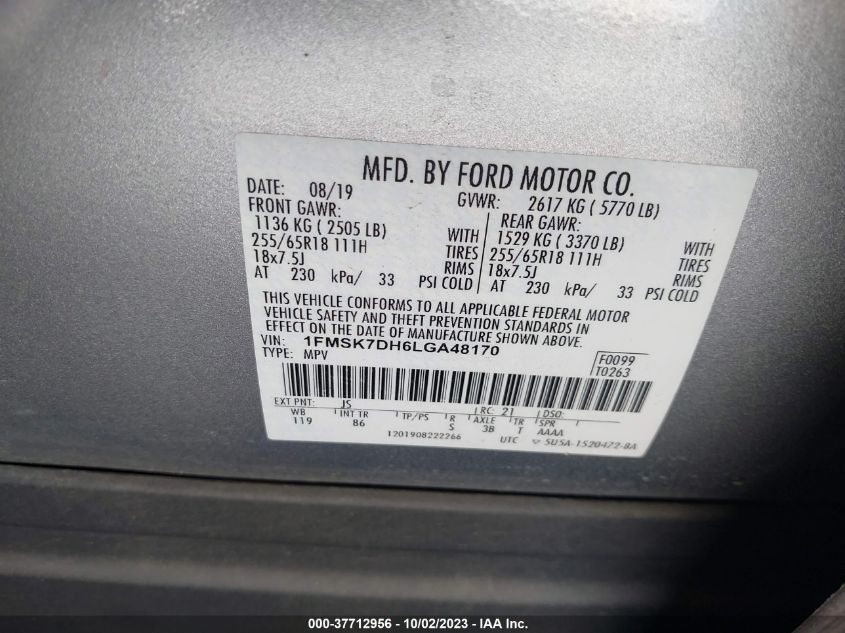 MFD. BY FORD MOTOR CO.
DATE: 08/19 GVWR: 2617 KG ( 5770 LB)
FRONT GAWR: REAR GAWR:
1136 KG ( 2505 LB) WITH 1529 KG ( 3370 LB) WITH
255/65R18 111H TIRES 255/65R18 111H TIRES
18x7.5J RIMS 18x7.5J RIMS
AT 230 kPa/ 33 PSI COLD AT 230 kPa/ 33 PSI COLD
THIS VEHICLE CONFORMS TO ALL APPLICABLE FEDERAL MOTOR
VEHICLE SAFETY AND THEFT PREVENTION STANDARDS IN
EFFECT ON THE DATE OF MANUFACTURE SHOWN ABOVE.
VIN: 1FMSK7DH6LGA48170
TYPE: MPV
F0099
T0263
EXT PNT: JS RC: 21 DSO:
WB INT TR TP/PS R AXLE TR SPR
119 86 S 3B T AAAA
1201908222266 UTC 5U5A-1520472-BA
000-37712956 - 10/02/2023 - IAA Inc.